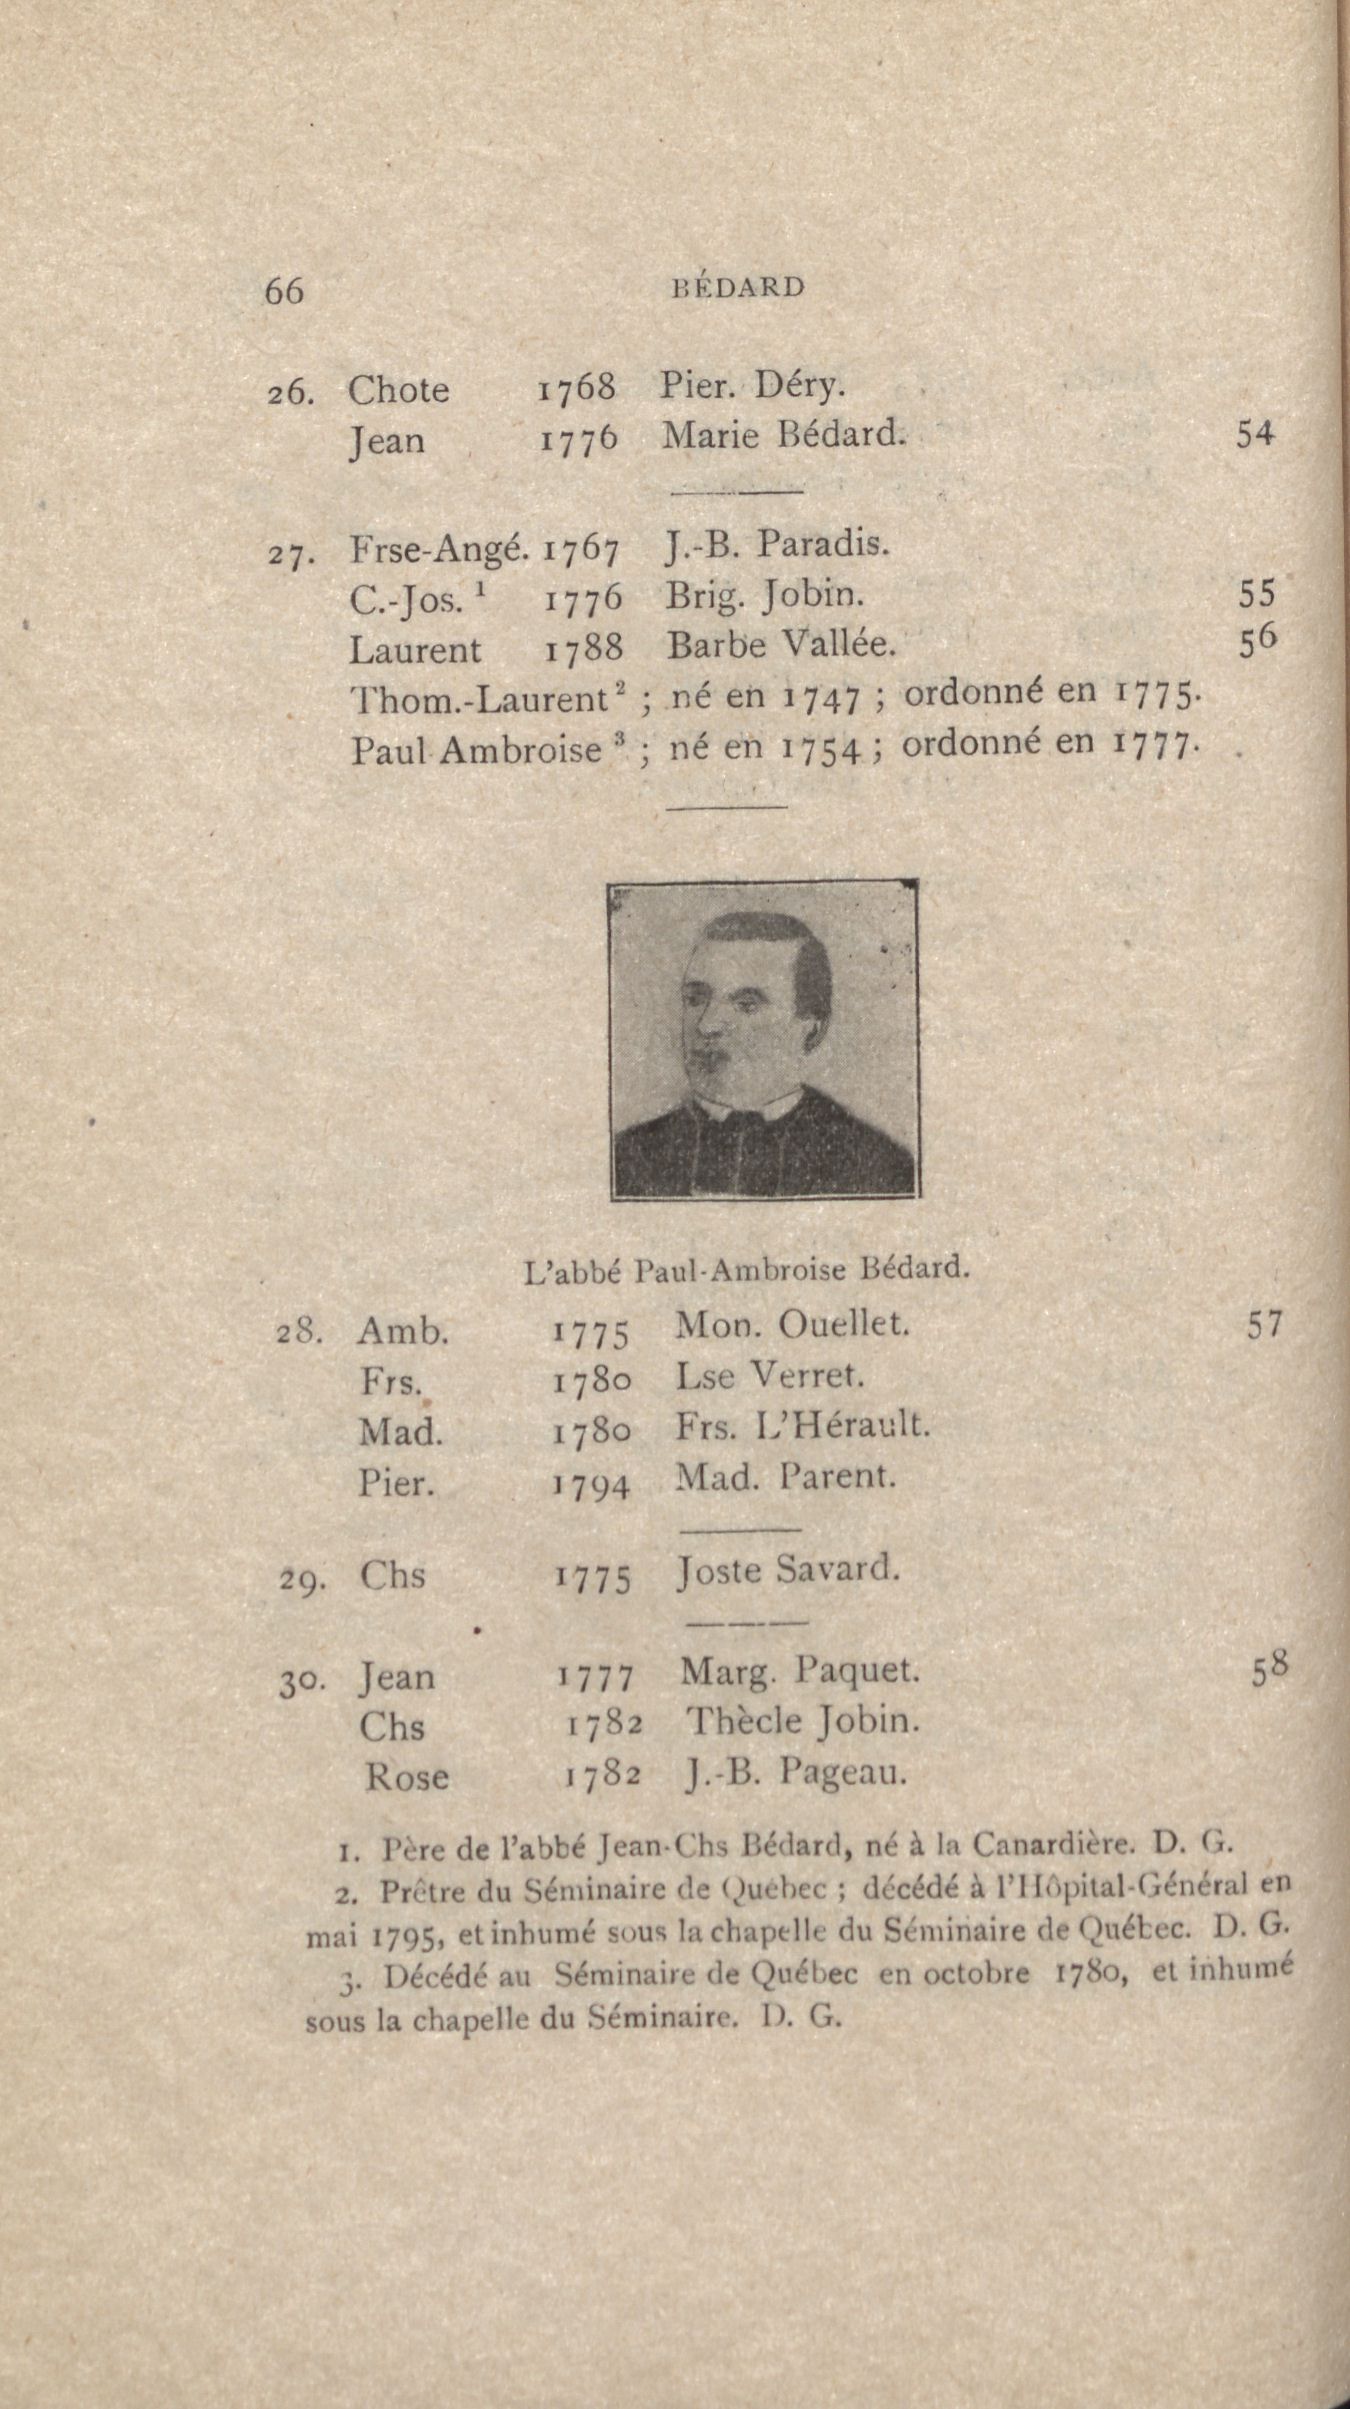 66 BÉDARD
26. Chote 1768 Pier. Déry.
Jean 1776 Marie Bédard. 54
27. Frse-Angé. 1767 J.-B. Paradis.
C.-Jos. ¹ 1776 Brig. Jobin. 55
Laurent 1788 Barbe Vallée. 56
Thom.-Laurent ² ; né en 1747 ; ordonné en 1775.
Paul Ambroise ³ ; né en 1754 ; ordonné en 1777.
L'abbé Paul-Ambroise Bédard.
28. Amb. 1775 Mon. Ouellet. 57
Frs. 1780 Lse Verret.
Mad. 1780 Frs. L'Hérault.
Pier. 1794 Mad. Parent.
29. Chs 1775 Joste Savard.
30. Jean 1777 Marg. Paquet. 58
Chs 1782 Thècle Jobin.
Rose 1782 J.-B. Pageau.
1. Père de l'abbé Jean-Chs Bédard, né à la Canardière. D. G.
2. Prêtre du Séminaire de Québec ; décédé à l'Hôpital-Général en
mai 1795, et inhumé sous la chapelle du Séminaire de Québec. D. G.
3. Décédé au Séminaire de Québec en octobre 1780, et inhumé
sous la chapelle du Séminaire. D. G.